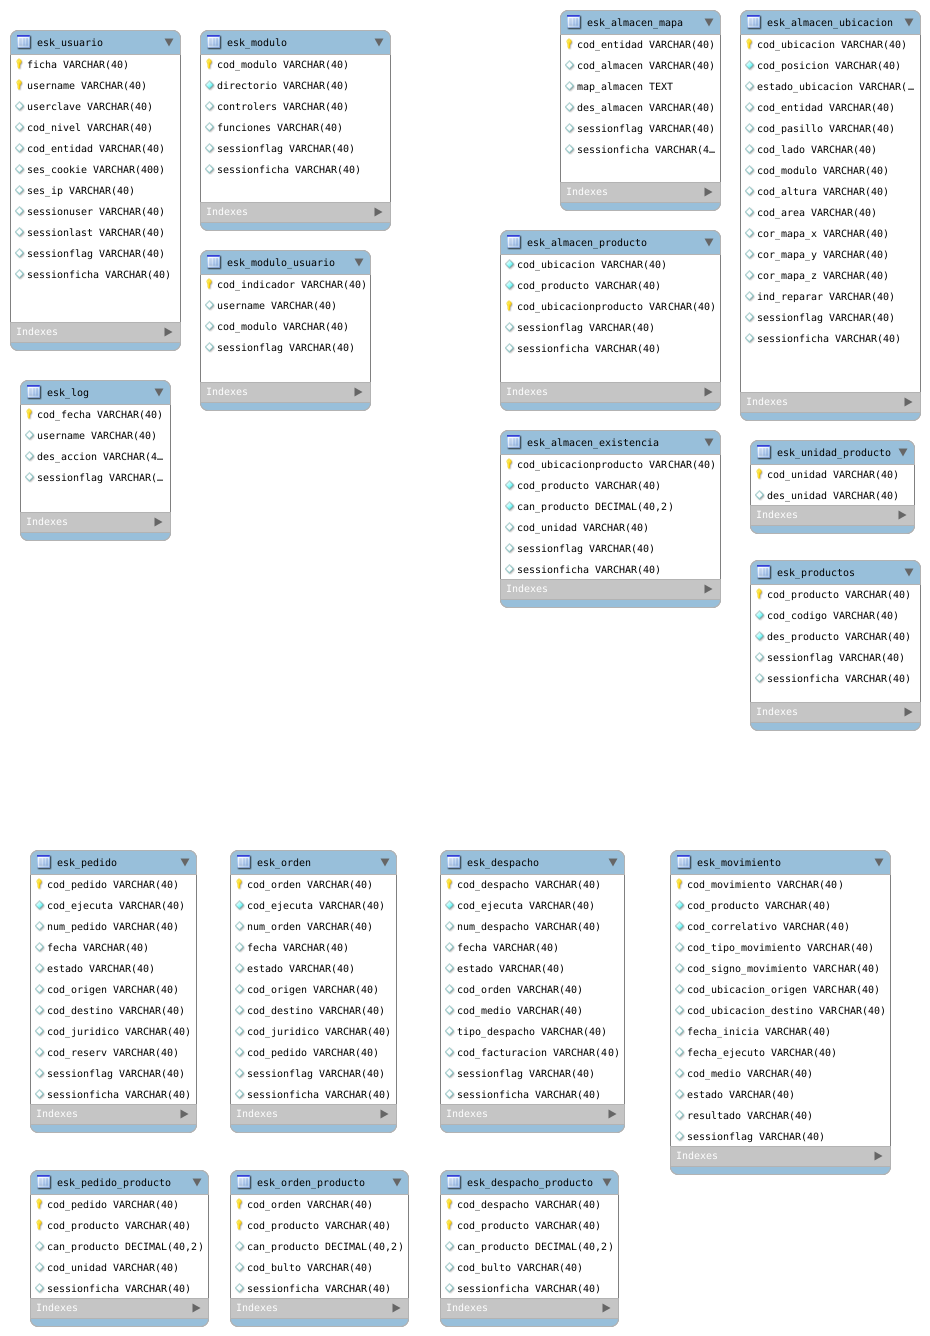 esk_usuario
ficha VARCHAR(40)
username VARCHAR(40)
userclave VARCHAR(40)
cod_nivel VARCHAR(40)
cod_entidad VARCHAR(40)
ses_cookie VARCHAR(400)
ses_ip VARCHAR(40)
sessionuser VARCHAR(40)
sessionlast VARCHAR(40)
sessionflag VARCHAR(40)
sessionficha VARCHAR(40)
Indexes
esk_modulo
cod_modulo VARCHAR(40)
directorio VARCHAR(40)
controlers VARCHAR(40)
funciones VARCHAR(40)
sessionflag VARCHAR(40)
sessionficha VARCHAR(40)
Indexes
esk_modulo_usuario
cod_indicador VARCHAR(40)
username VARCHAR(40)
cod_modulo VARCHAR(40)
sessionflag VARCHAR(40)
Indexes
esk_log
cod_fecha VARCHAR(40)
username VARCHAR(40)
des_accion VARCHAR(4…
sessionflag VARCHAR(…
Indexes
esk_almacen_mapa
cod_entidad VARCHAR(40)
cod_almacen VARCHAR(40)
map_almacen TEXT
des_almacen VARCHAR(40)
sessionflag VARCHAR(40)
sessionficha VARCHAR(4…
Indexes
esk_almacen_ubicacion
cod_ubicacion VARCHAR(40)
cod_posicion VARCHAR(40)
estado_ubicacion VARCHAR(…
cod_entidad VARCHAR(40)
cod_pasillo VARCHAR(40)
cod_lado VARCHAR(40)
cod_modulo VARCHAR(40)
cod_altura VARCHAR(40)
cod_area VARCHAR(40)
cor_mapa_x VARCHAR(40)
cor_mapa_y VARCHAR(40)
cor_mapa_z VARCHAR(40)
ind_reparar VARCHAR(40)
sessionflag VARCHAR(40)
sessionficha VARCHAR(40)
Indexes
esk_almacen_producto
cod_ubicacion VARCHAR(40)
cod_producto VARCHAR(40)
cod_ubicacionproducto VARCHAR(40)
sessionflag VARCHAR(40)
sessionficha VARCHAR(40)
Indexes
esk_almacen_existencia
cod_ubicacionproducto VARCHAR(40)
cod_producto VARCHAR(40)
can_producto DECIMAL(40,2)
cod_unidad VARCHAR(40)
sessionflag VARCHAR(40)
sessionficha VARCHAR(40)
Indexes
esk_unidad_producto
cod_unidad VARCHAR(40)
des_unidad VARCHAR(40)
Indexes
esk_productos
cod_producto VARCHAR(40)
cod_codigo VARCHAR(40)
des_producto VARCHAR(40)
sessionflag VARCHAR(40)
sessionficha VARCHAR(40)
Indexes
esk_pedido
cod_pedido VARCHAR(40)
cod_ejecuta VARCHAR(40)
num_pedido VARCHAR(40)
fecha VARCHAR(40)
estado VARCHAR(40)
cod_origen VARCHAR(40)
cod_destino VARCHAR(40)
cod_juridico VARCHAR(40)
cod_reserv VARCHAR(40)
sessionflag VARCHAR(40)
sessionficha VARCHAR(40)
Indexes
esk_orden
cod_orden VARCHAR(40)
cod_ejecuta VARCHAR(40)
num_orden VARCHAR(40)
fecha VARCHAR(40)
estado VARCHAR(40)
cod_origen VARCHAR(40)
cod_destino VARCHAR(40)
cod_juridico VARCHAR(40)
cod_pedido VARCHAR(40)
sessionflag VARCHAR(40)
sessionficha VARCHAR(40)
Indexes
esk_despacho
cod_despacho VARCHAR(40)
cod_ejecuta VARCHAR(40)
num_despacho VARCHAR(40)
fecha VARCHAR(40)
estado VARCHAR(40)
cod_orden VARCHAR(40)
cod_medio VARCHAR(40)
tipo_despacho VARCHAR(40)
cod_facturacion VARCHAR(40)
sessionflag VARCHAR(40)
sessionficha VARCHAR(40)
Indexes
esk_movimiento
cod_movimiento VARCHAR(40)
cod_producto VARCHAR(40)
cod_correlativo VARCHAR(40)
cod_tipo_movimiento VARCHAR(40)
cod_signo_movimiento VARCHAR(40)
cod_ubicacion_origen VARCHAR(40)
cod_ubicacion_destino VARCHAR(40)
fecha_inicia VARCHAR(40)
fecha_ejecuto VARCHAR(40)
cod_medio VARCHAR(40)
estado VARCHAR(40)
resultado VARCHAR(40)
sessionflag VARCHAR(40)
Indexes
esk_pedido_producto
cod_pedido VARCHAR(40)
cod_producto VARCHAR(40)
can_producto DECIMAL(40,2)
cod_unidad VARCHAR(40)
sessionficha VARCHAR(40)
Indexes
esk_orden_producto
cod_orden VARCHAR(40)
cod_producto VARCHAR(40)
can_producto DECIMAL(40,2)
cod_bulto VARCHAR(40)
sessionficha VARCHAR(40)
Indexes
esk_despacho_producto
cod_despacho VARCHAR(40)
cod_producto VARCHAR(40)
can_producto DECIMAL(40,2)
cod_bulto VARCHAR(40)
sessionficha VARCHAR(40)
Indexes